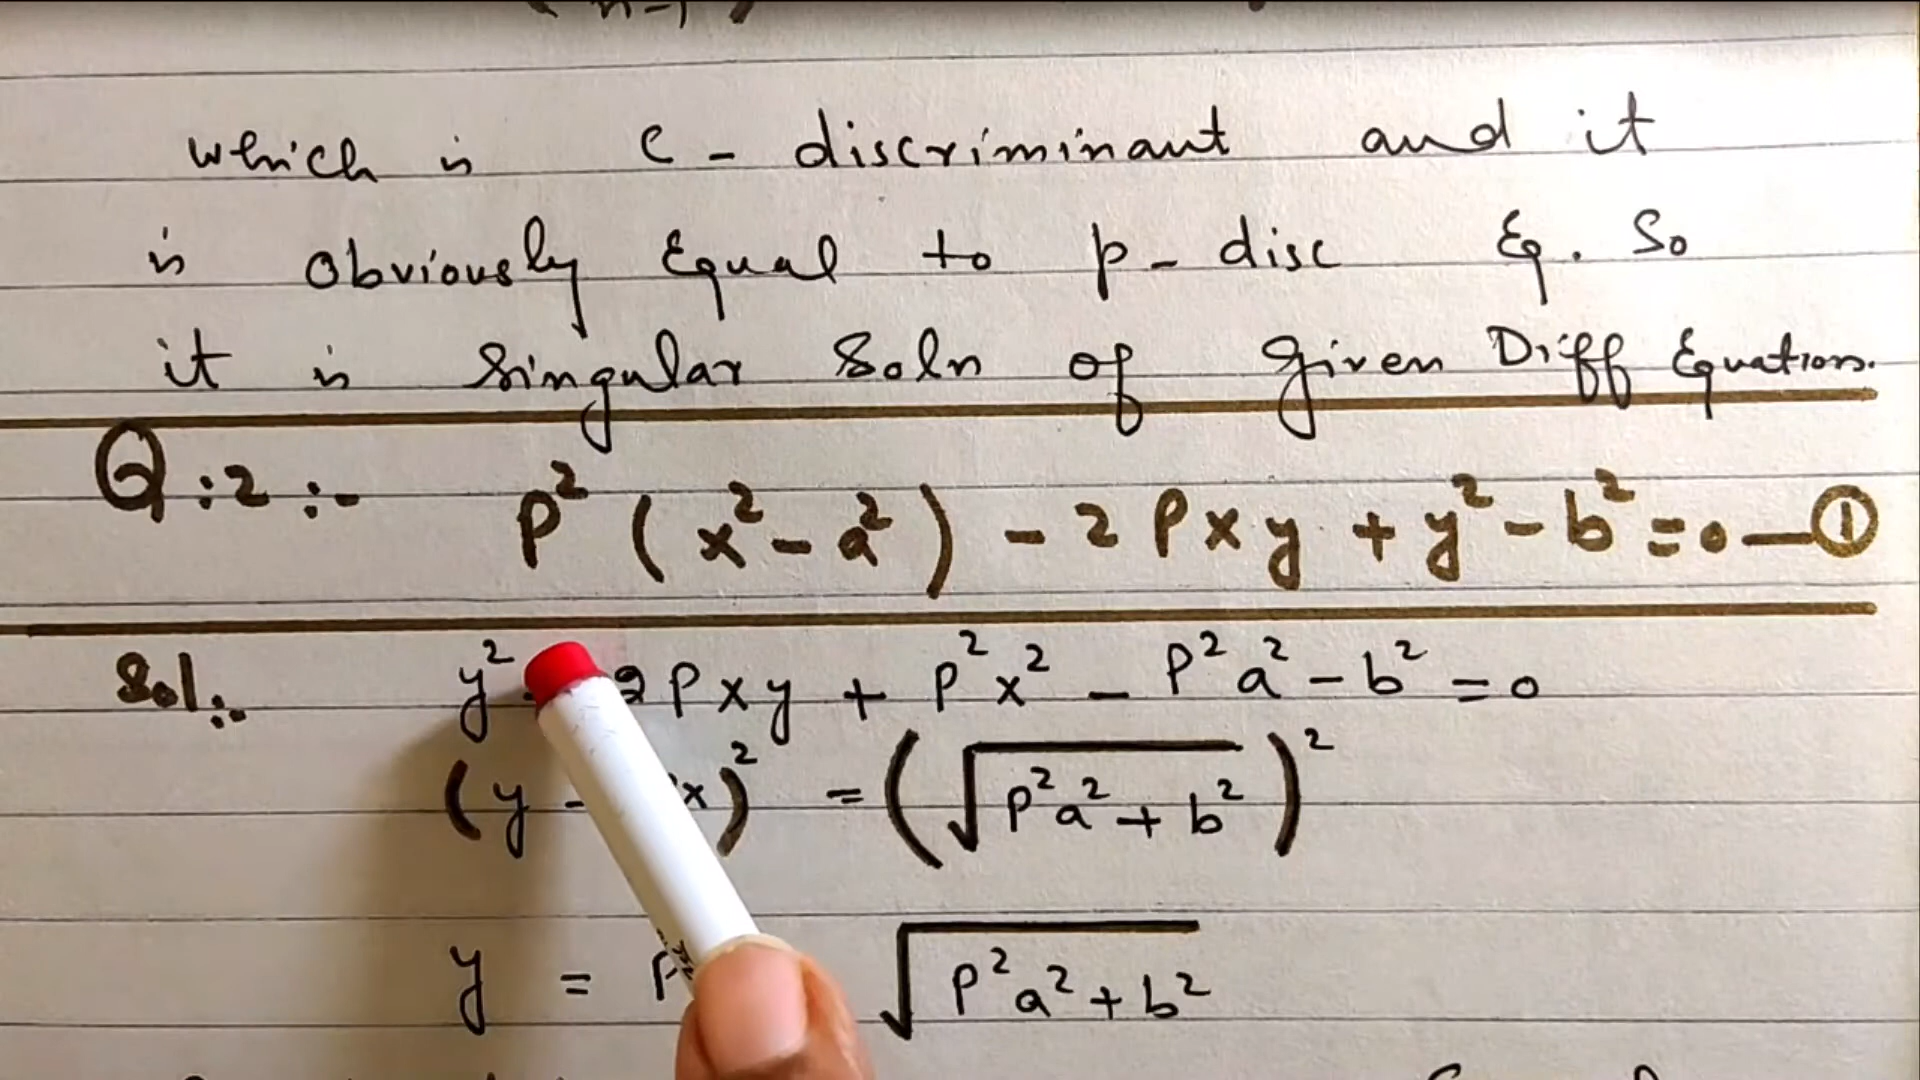 (n-1)
which is c - discriminant and it
is obviously Equal to p - disc Eq. So
it is Singular Soln of given Diff Equation.
Q:2:- P² (x² - a²) - 2Pxy + y² - b² = 0 — ①
Sol:- y² - 2Pxy + P²x² - P²a² - b² = 0
(y - x)² = (√P²a² + b²)²
y = P √P²a² + b²